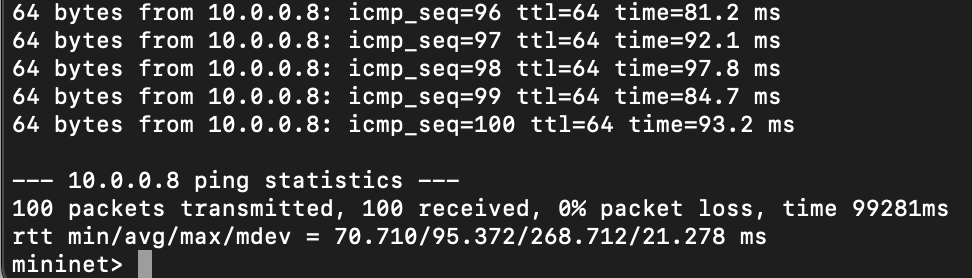 64 bytes from 10.0.0.8: icmp_seq=96 ttl=64 time=81.2 ms
64 bytes from 10.0.0.8: icmp_seq=97 ttl=64 time=92.1 ms
64 bytes from 10.0.0.8: icmp_seq=98 ttl=64 time=97.8 ms
64 bytes from 10.0.0.8: icmp_seq=99 ttl=64 time=84.7 ms
64 bytes from 10.0.0.8: icmp_seq=100 ttl=64 time=93.2 ms
--- 10.0.0.8 ping statistics ---
100 packets transmitted, 100 received, 0% packet loss, time 99281ms
rtt min/avg/max/mdev = 70.710/95.372/268.712/21.278 ms
mininet>